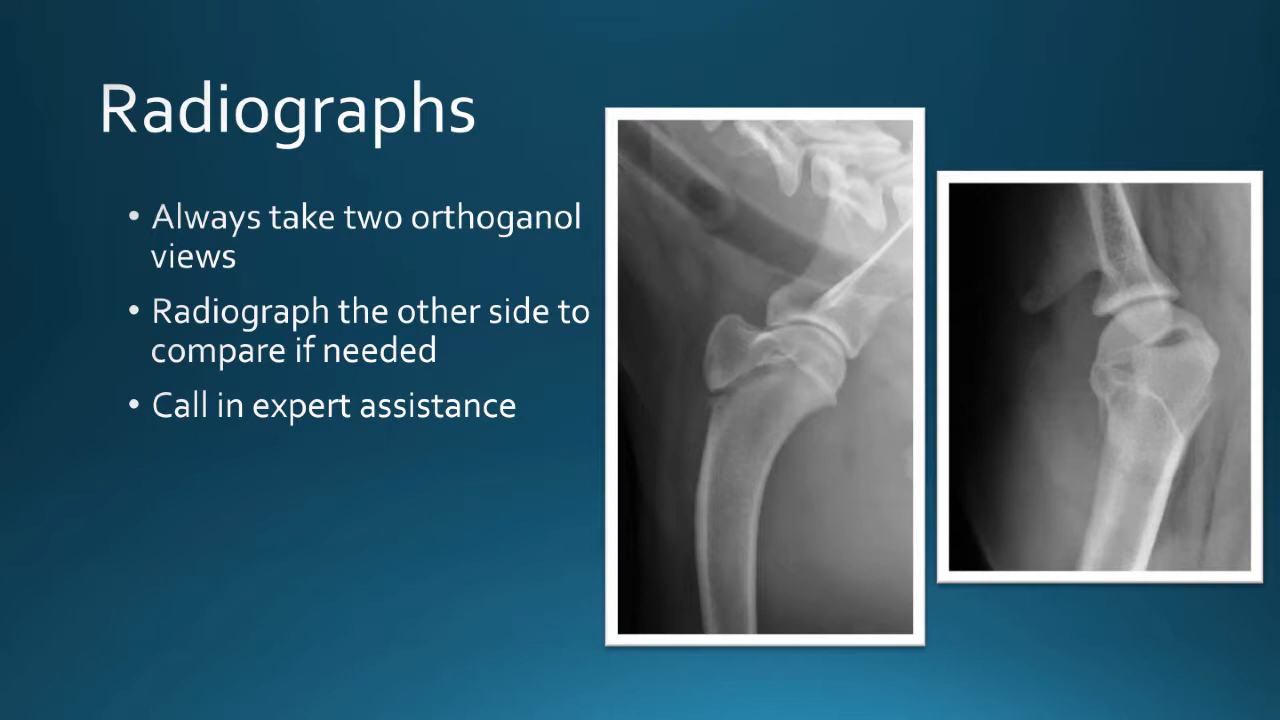 Radiographs
• Always take two orthoganol
views
• Radiograph the other side to
compare if needed
• Call in expert assistance